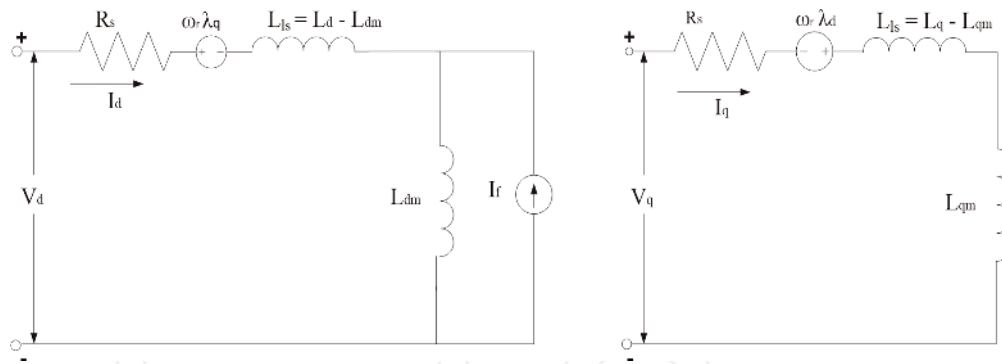 Rs
ωr λq
Lls = Ld - Ldm
+
+ -
Id
Vd
Ldm
If
-
Rs
ωr λd
Lls = Lq - Lqm
+
- +
Iq
Vq
Lqm
-